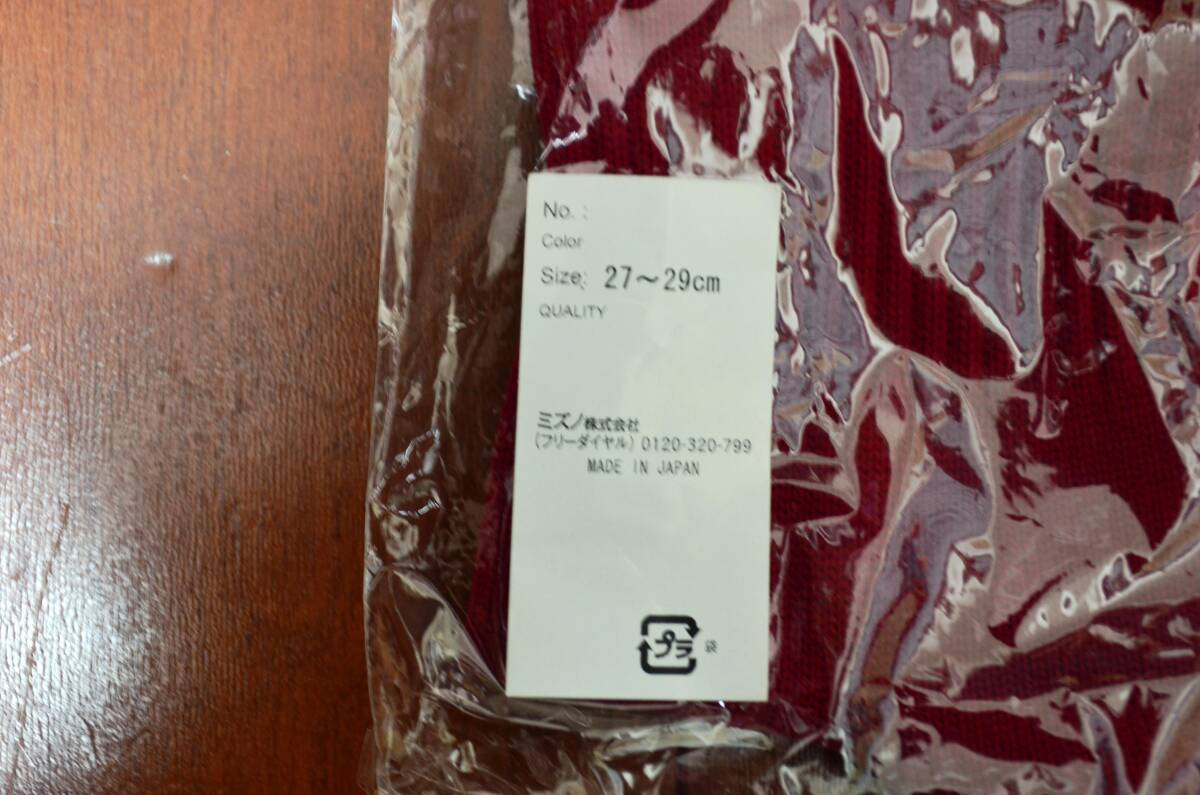 No. :
Color
Size: 27～29cm
QUALITY
ミズノ株式会社
(フリーダイヤル) 0120-320-799
MADE IN JAPAN
プラ 袋